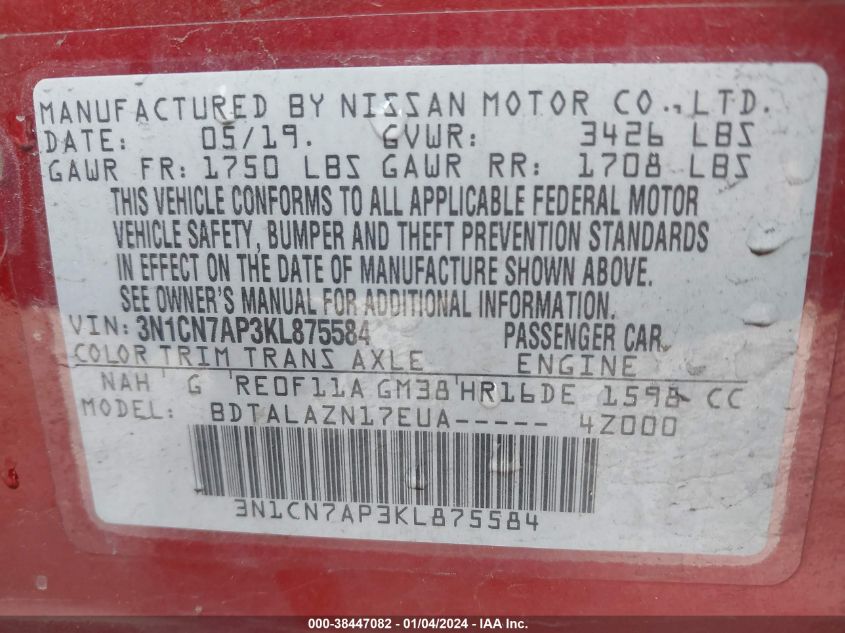 MANUFACTURED BY NISSAN MOTOR CO., LTD.
DATE: 05/19. GVWR: 3426 LBS
GAWR FR: 1750 LBS GAWR RR: 1708 LBS
THIS VEHICLE CONFORMS TO ALL APPLICABLE FEDERAL MOTOR
VEHICLE SAFETY, BUMPER AND THEFT PREVENTION STANDARDS
IN EFFECT ON THE DATE OF MANUFACTURE SHOWN ABOVE.
SEE OWNER'S MANUAL FOR ADDITIONAL INFORMATION.
VIN: 3N1CN7AP3KL875584 PASSENGER CAR
COLOR TRIM TRANS AXLE ENGINE
NAH G RE0F11A GM38 HR16DE 1598 CC
MODEL: BDTALAZN17EUA----- 4Z000
3N1CN7AP3KL875584
000-38447082 - 01/04/2024 - IAA Inc.